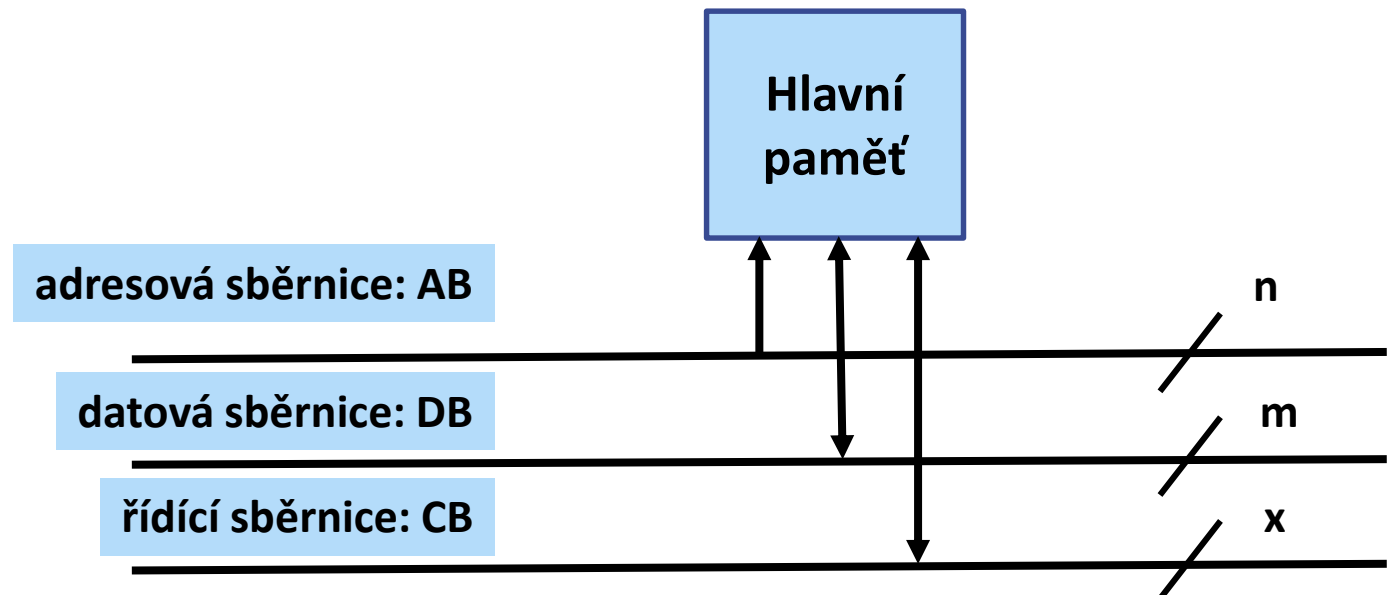 Hlavní
paměť
adresová sběrnice: AB
n
datová sběrnice: DB
m
řídící sběrnice: CB
x